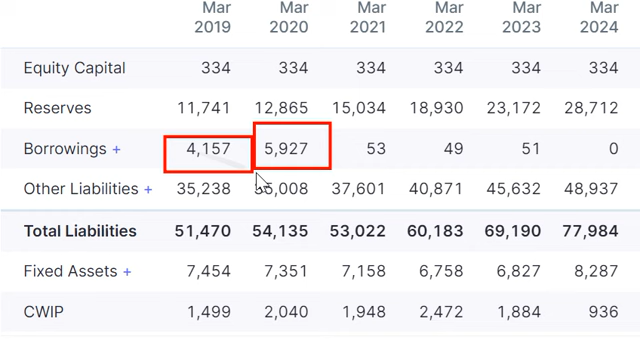 Mar Mar Mar Mar Mar Mar
2019 2020 2021 2022 2023 2024
Equity Capital 334 334 334 334 334 334
Reserves 11,741 12,865 15,034 18,930 23,172 28,712
Borrowings + 4,157 5,927 53 49 51 0
Other Liabilities + 35,238 35,008 37,601 40,871 45,632 48,937
Total Liabilities 51,470 54,135 53,022 60,183 69,190 77,984
Fixed Assets + 7,454 7,351 7,158 6,758 6,827 8,287
CWIP 1,499 2,040 1,948 2,472 1,884 936